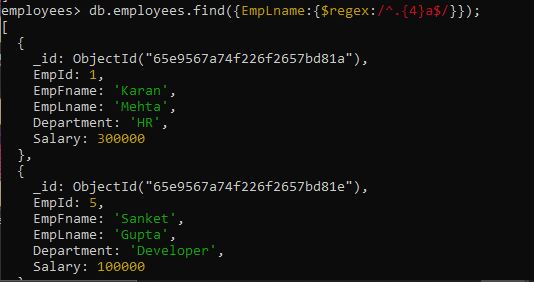 employees> db.employees.find({EmpLname:{$regex:/^.{4}a$/}});
[
  {
    _id: ObjectId("65e9567a74f226f2657bd81a"),
    EmpId: 1,
    EmpFname: 'Karan',
    EmpLname: 'Mehta',
    Department: 'HR',
    Salary: 300000
  },
  {
    _id: ObjectId("65e9567a74f226f2657bd81e"),
    EmpId: 5,
    EmpFname: 'Sanket',
    EmpLname: 'Gupta',
    Department: 'Developer',
    Salary: 100000